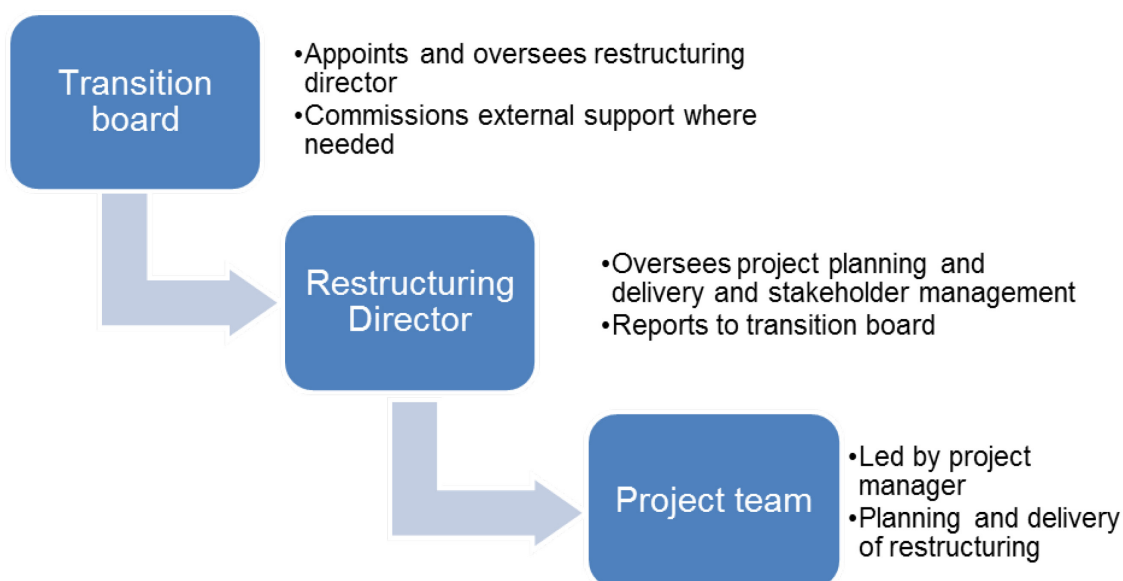 Transition
board
•Appoints and oversees restructuring
director
•Commissions external support where
needed
Restructuring
Director
•Oversees project planning and
delivery and stakeholder management
•Reports to transition board
Project team
•Led by project
manager
•Planning and delivery
of restructuring